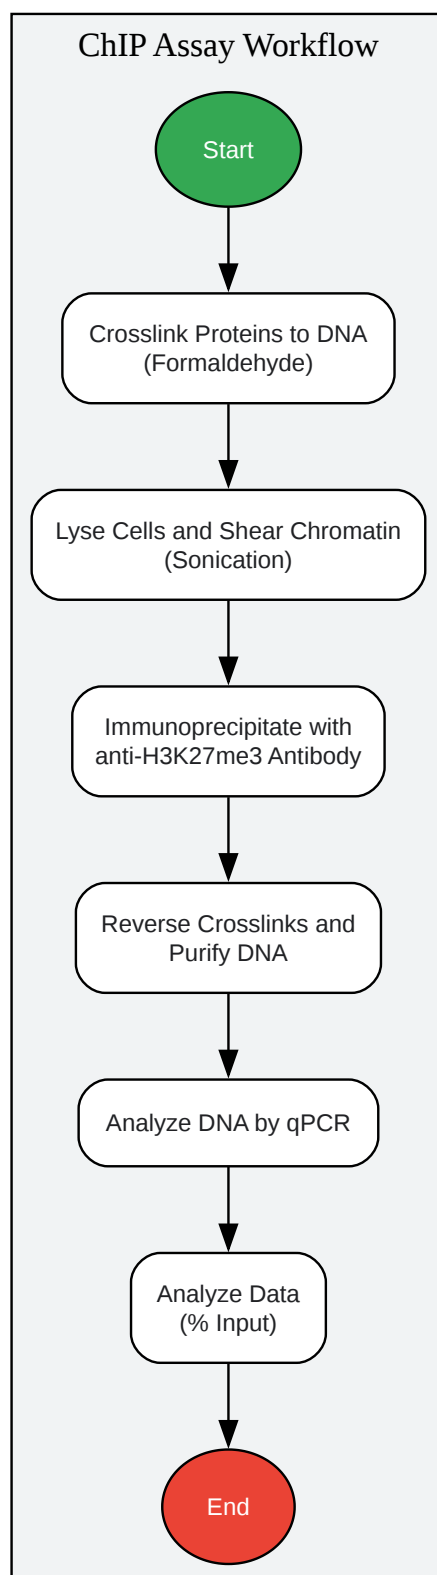 ChIP Assay Workflow
Start
Crosslink Proteins to DNA
(Formaldehyde)
Lyse Cells and Shear Chromatin
(Sonication)
Immunoprecipitate with
anti-H3K27me3 Antibody
Reverse Crosslinks and
Purify DNA
Analyze DNA by qPCR
Analyze Data
(% Input)
End